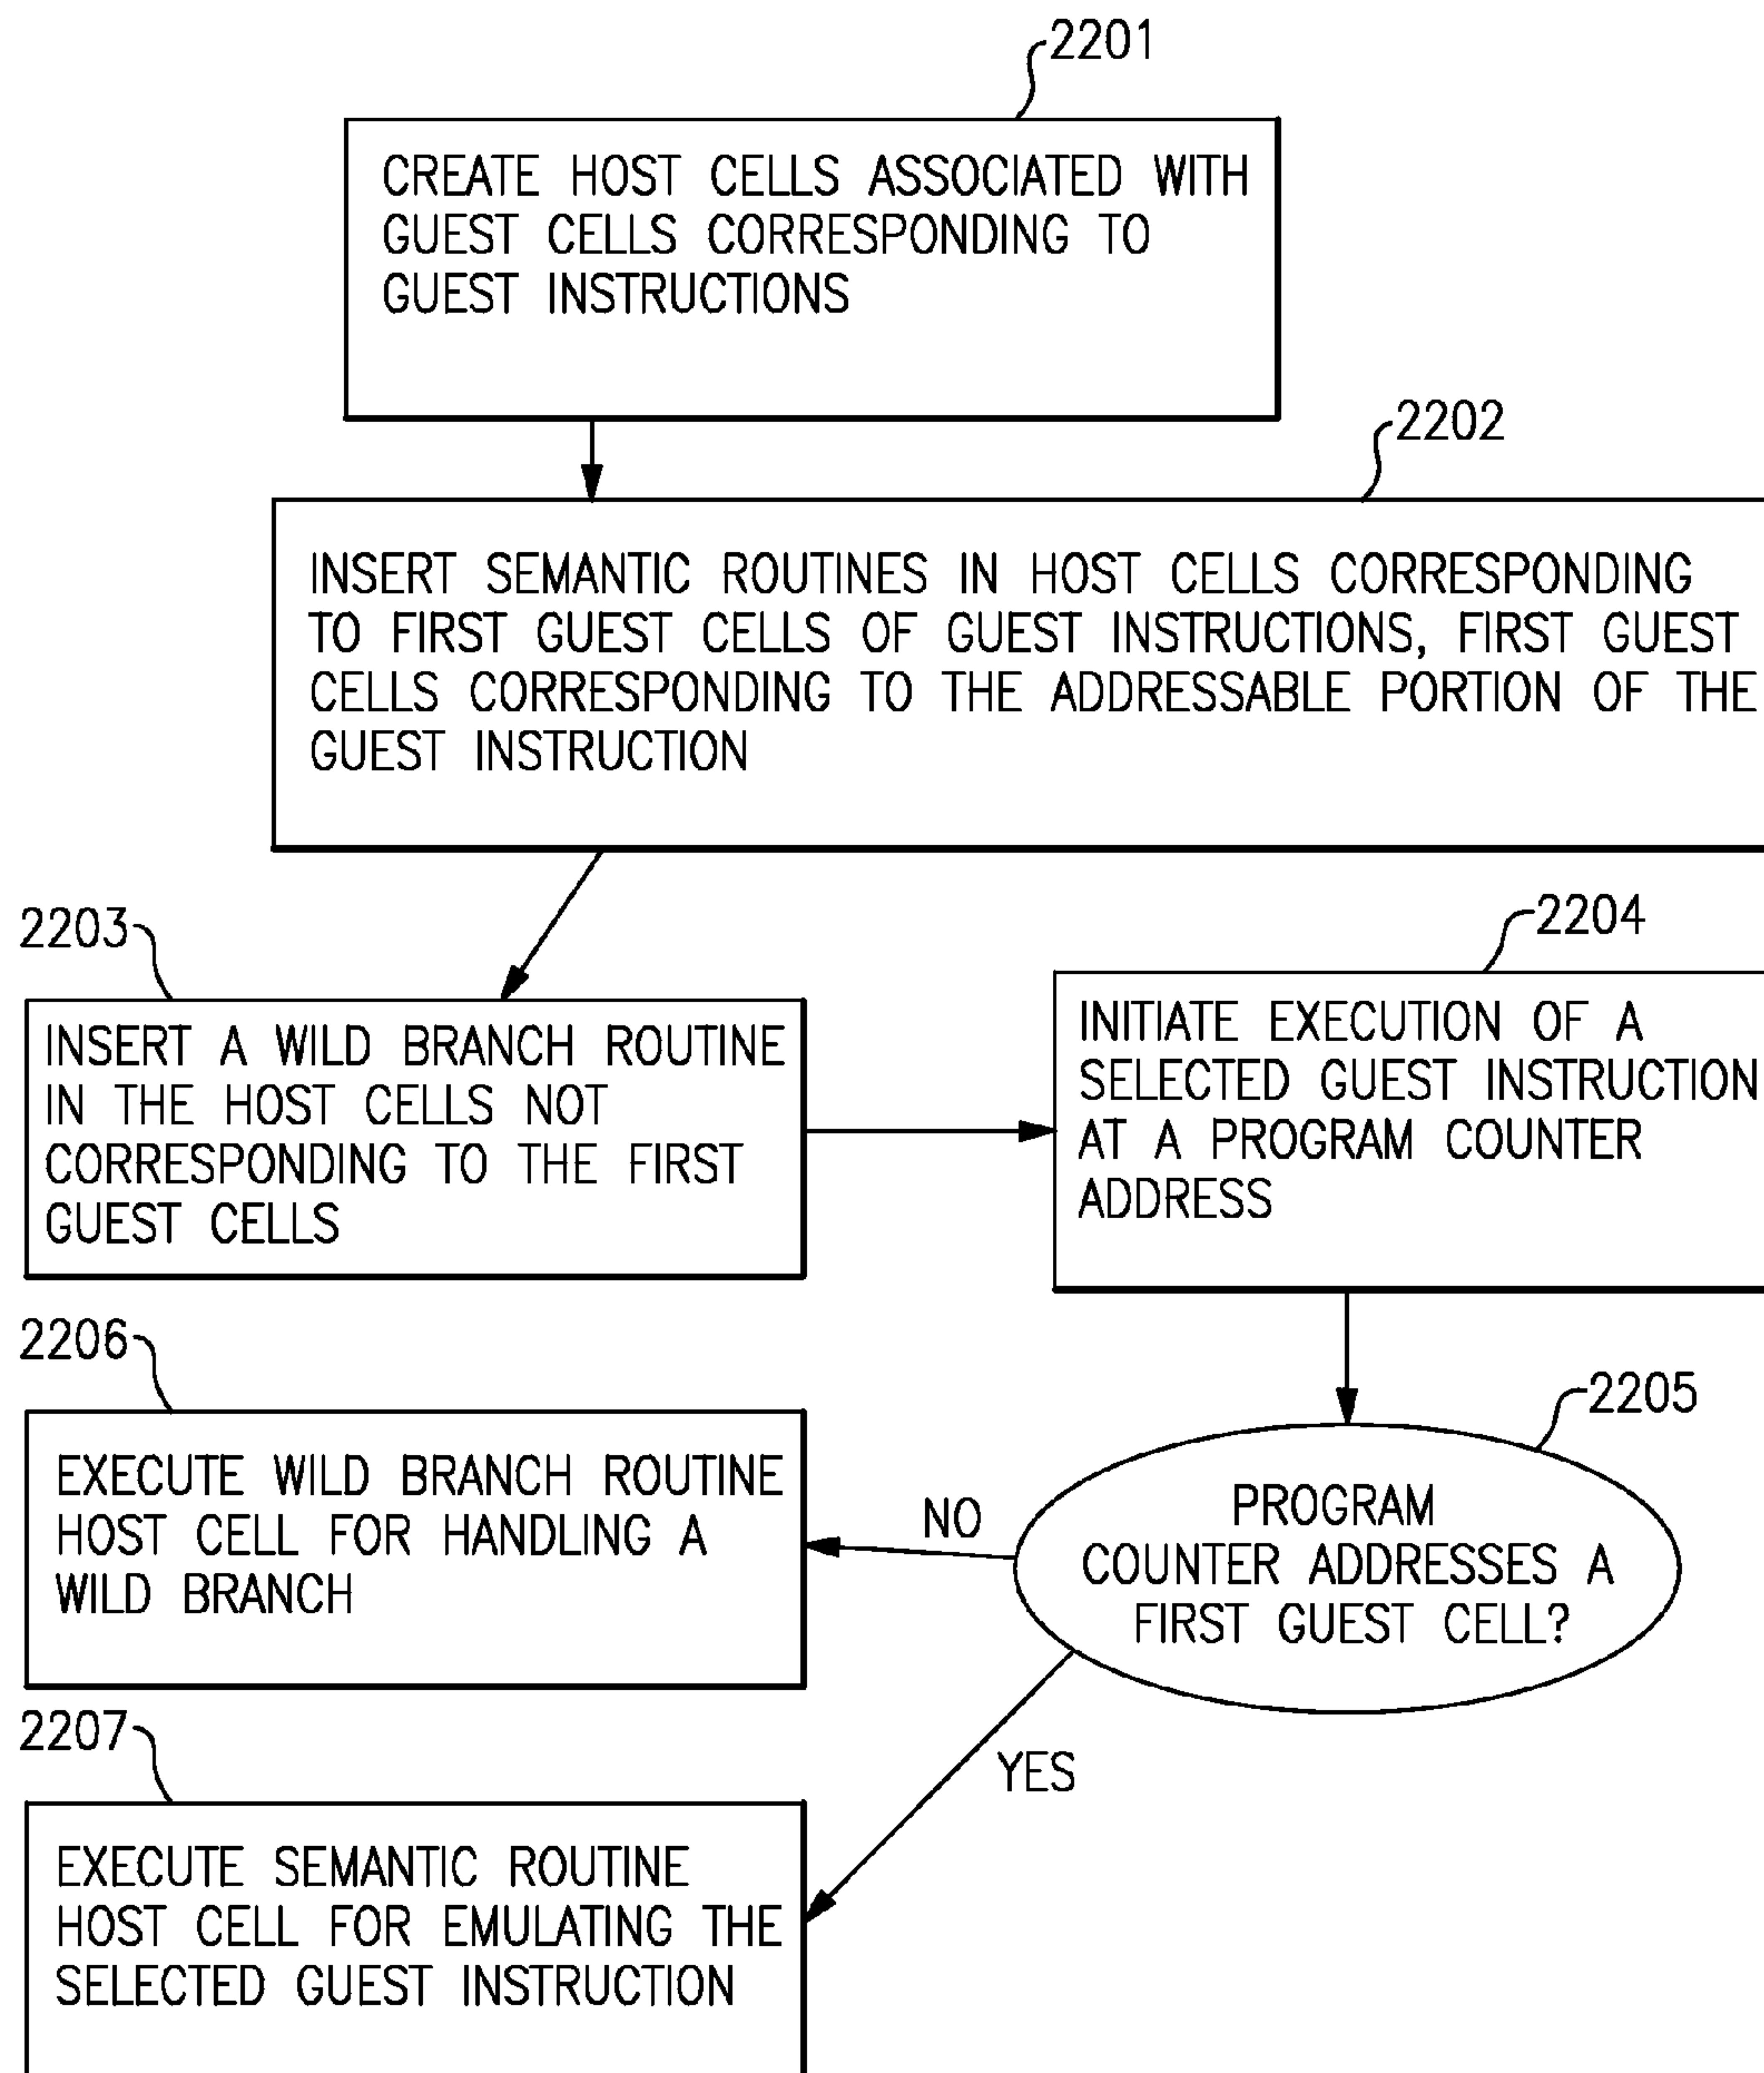 2201
CREATE HOST CELLS ASSOCIATED WITH
GUEST CELLS CORRESPONDING TO
GUEST INSTRUCTIONS
2202
INSERT SEMANTIC ROUTINES IN HOST CELLS CORRESPONDING
TO FIRST GUEST CELLS OF GUEST INSTRUCTIONS, FIRST GUEST
CELLS CORRESPONDING TO THE ADDRESSABLE PORTION OF THE
GUEST INSTRUCTION
2203
INSERT A WILD BRANCH ROUTINE
IN THE HOST CELLS NOT
CORRESPONDING TO THE FIRST
GUEST CELLS
2204
INITIATE EXECUTION OF A
SELECTED GUEST INSTRUCTION
AT A PROGRAM COUNTER
ADDRESS
2205
PROGRAM
COUNTER ADDRESSES A
FIRST GUEST CELL?
NO
2206
EXECUTE WILD BRANCH ROUTINE
HOST CELL FOR HANDLING A
WILD BRANCH
YES
2207
EXECUTE SEMANTIC ROUTINE
HOST CELL FOR EMULATING THE
SELECTED GUEST INSTRUCTION